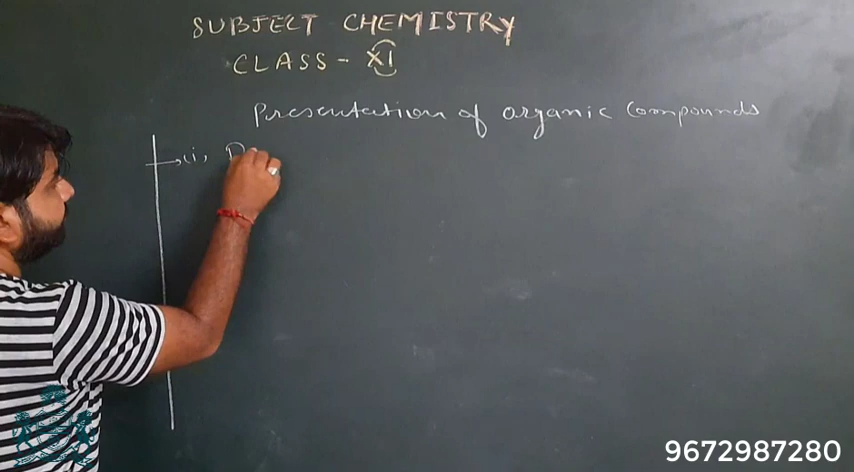 SUBJECT CHEMISTRY
CLASS - XI
Presentation of organic compounds
(i),
9672987280